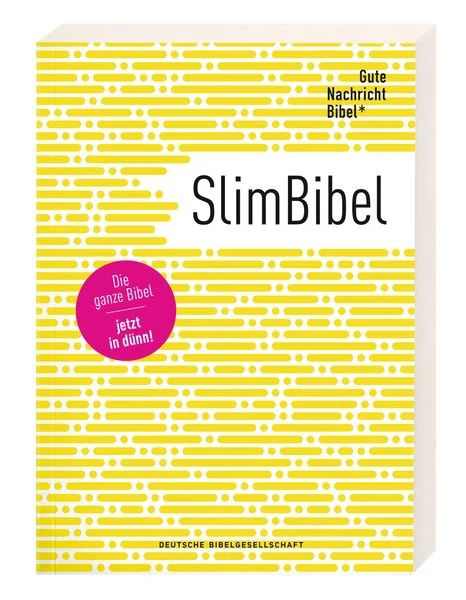 Gute
Nachricht
Bibel*
SlimBibel
Die
ganze Bibel
jetzt
in dünn!
DEUTSCHE BIBELGESELLSCHAFT